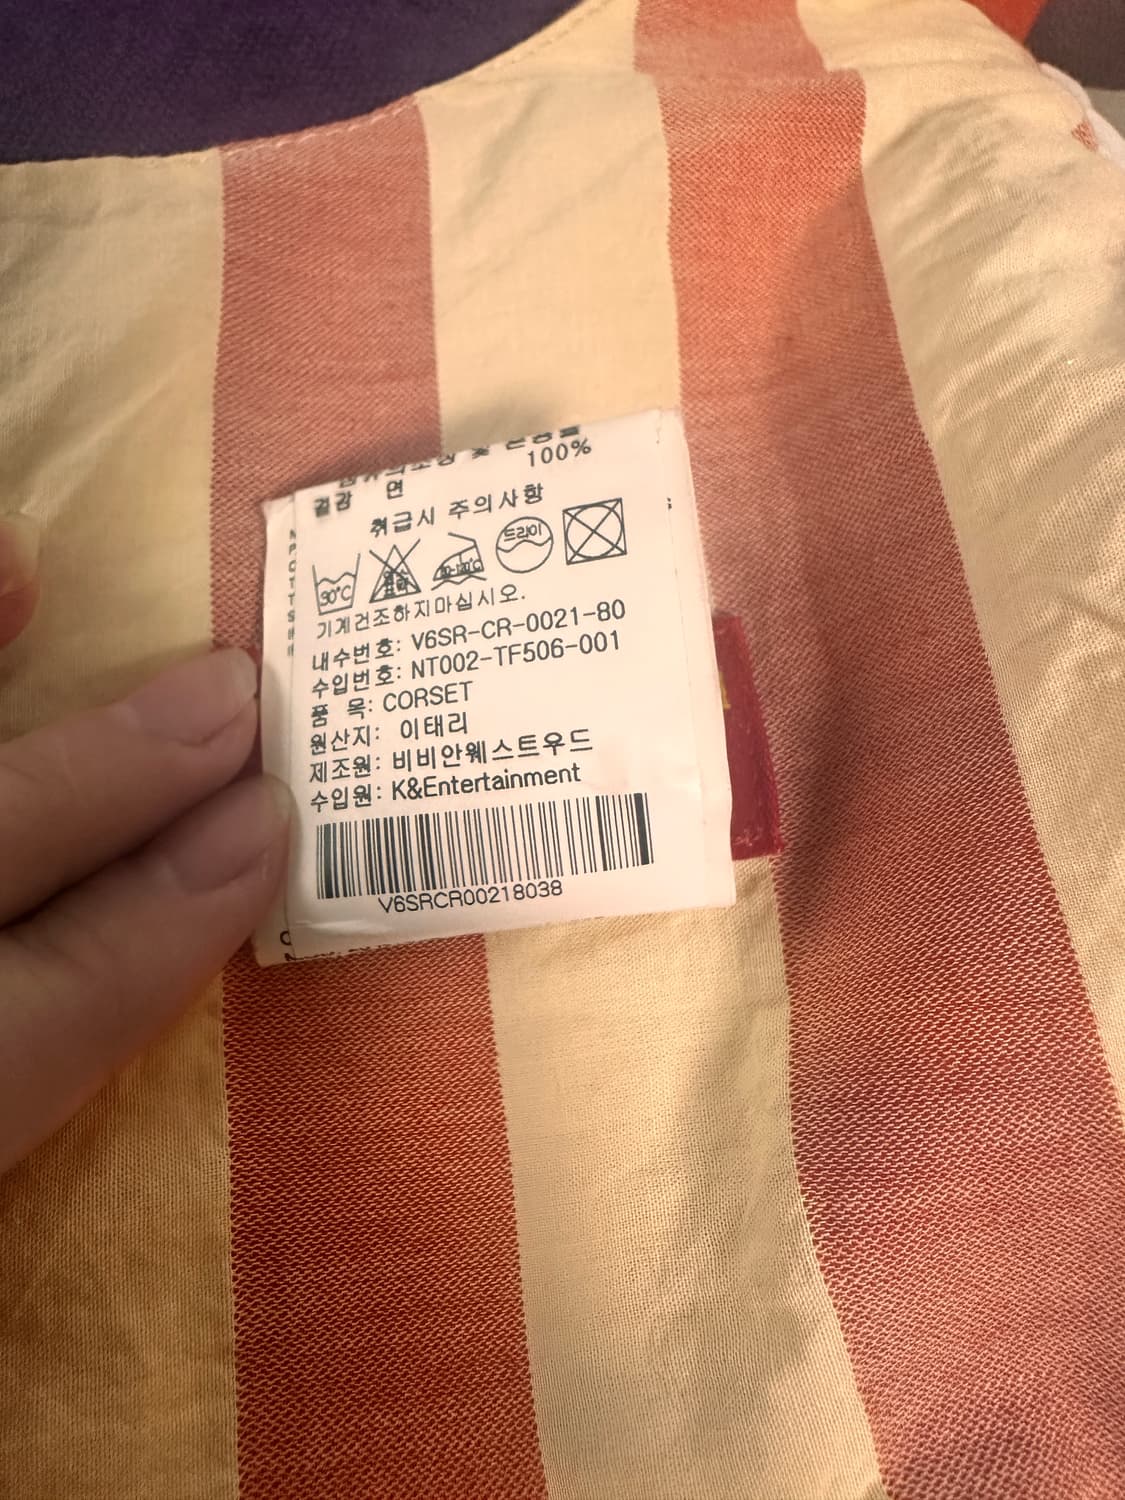 100%
겉감 면
취급시 주의사항
30℃ 드라이
기계건조하지마십시오.
내수번호: V6SR-CR-0021-80
수입번호: NT002-TF506-001
품 목: CORSET
원산지: 이태리
제조원: 비비안웨스트우드
수입원: K&Entertainment
V6SRCR00218038